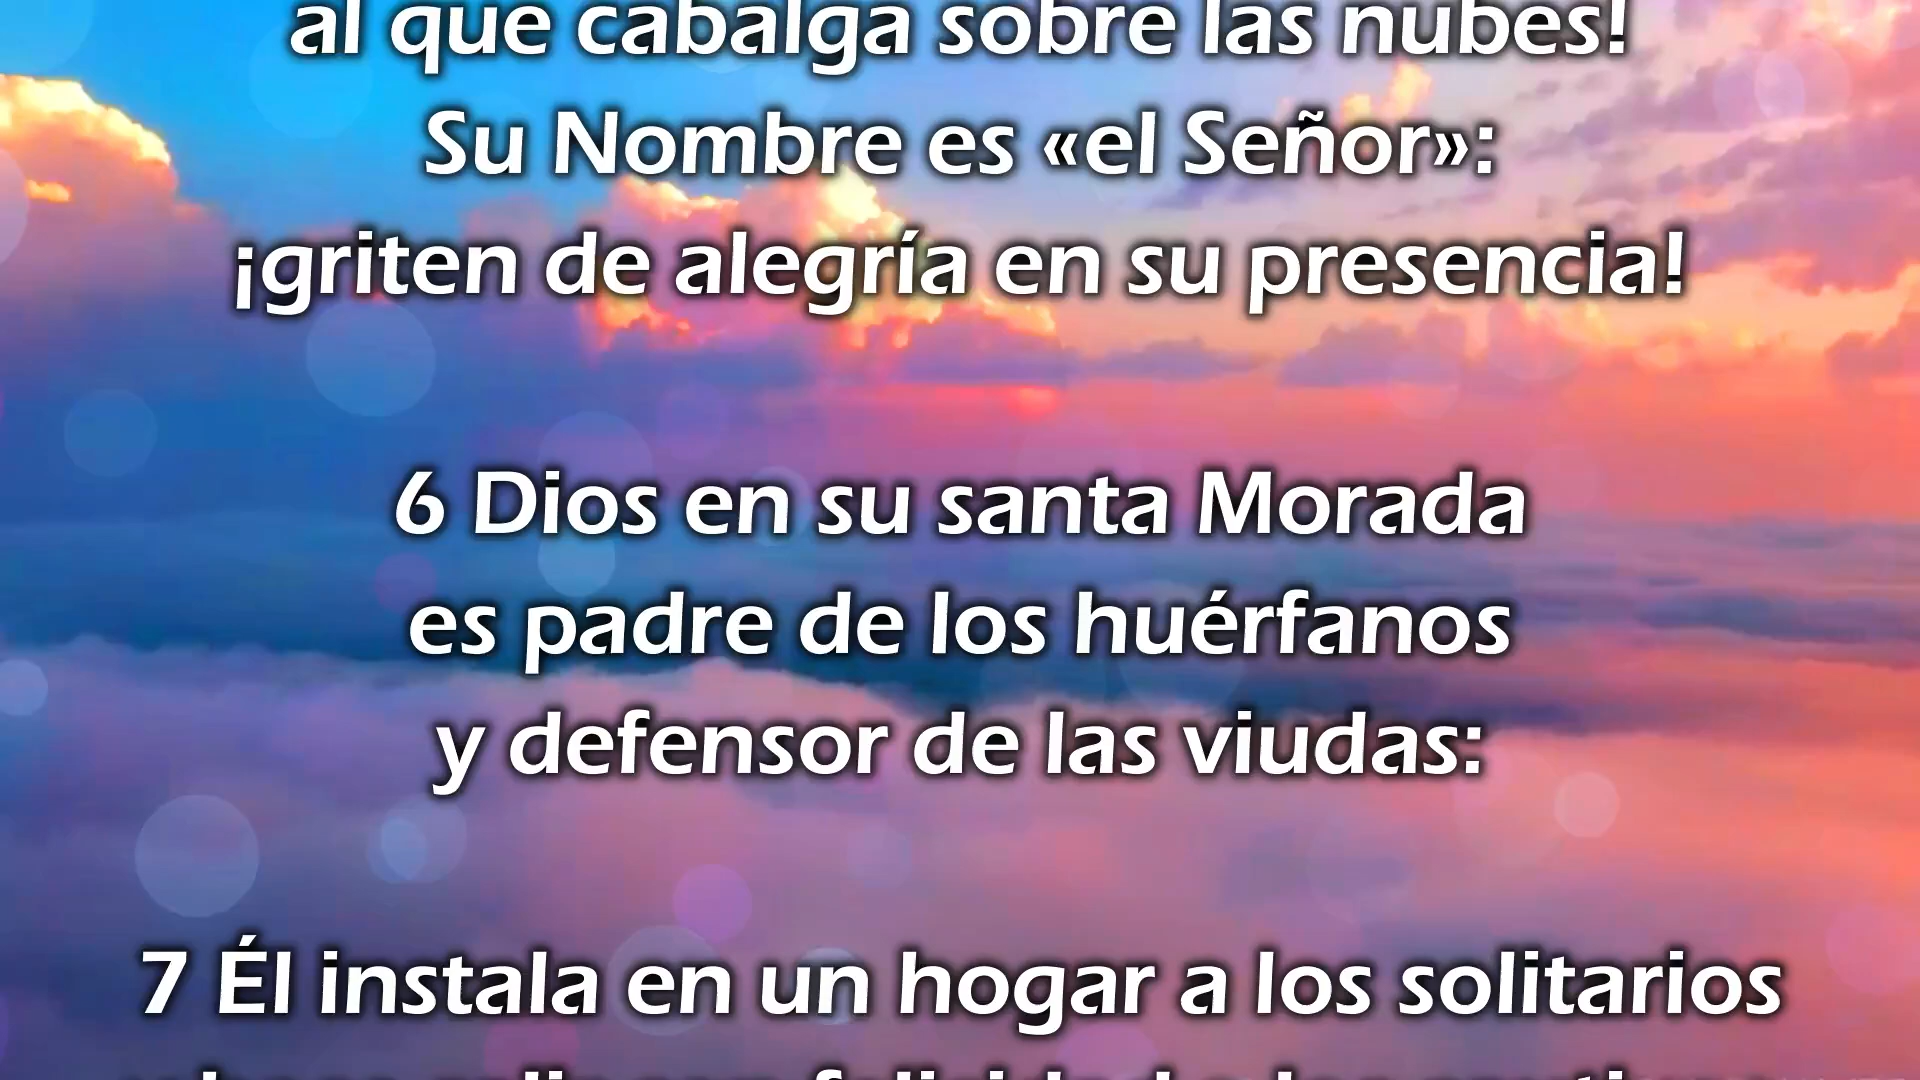 al que cabalga sobre las nubes!
Su Nombre es «el Señor»:
¡griten de alegría en su presencia!
6 Dios en su santa Morada
es padre de los huérfanos
y defensor de las viudas:
7 Él instala en un hogar a los solitarios